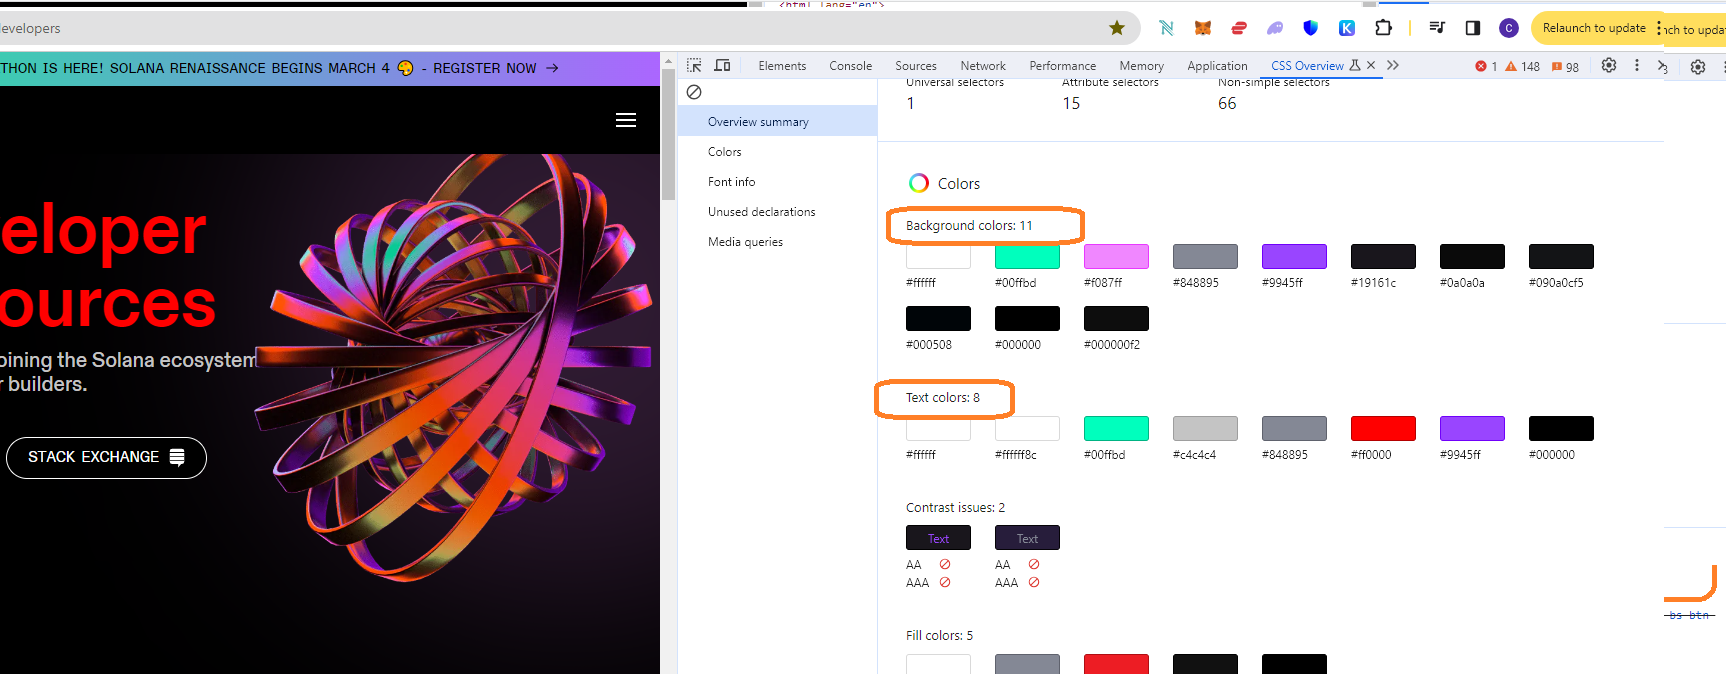 <html lang="en">
evelopers
Relaunch to update
nch to updat
THON IS HERE! SOLANA RENAISSANCE BEGINS MARCH 4 🎨 - REGISTER NOW →
Elements Console Sources Network Performance Memory Application CSS Overview 1 148 98
Universal selectors Attribute selectors Non-simple selectors
1 15 66
Overview summary
Colors
Font info
Unused declarations
Media queries
eloper
ources
oining the Solana ecosystem
r builders.
STACK EXCHANGE
Colors
Background colors: 11
#ffffff #00ffbd #f087ff #848895 #9945ff #19161c #0a0a0a #090a0cf5
#000508 #000000 #000000f2
Text colors: 8
#ffffff #ffffff8c #00ffbd #c4c4c4 #848895 #ff0000 #9945ff #000000
Contrast issues: 2
Text Text
AA AA
AAA AAA
Fill colors: 5
bs-btn-